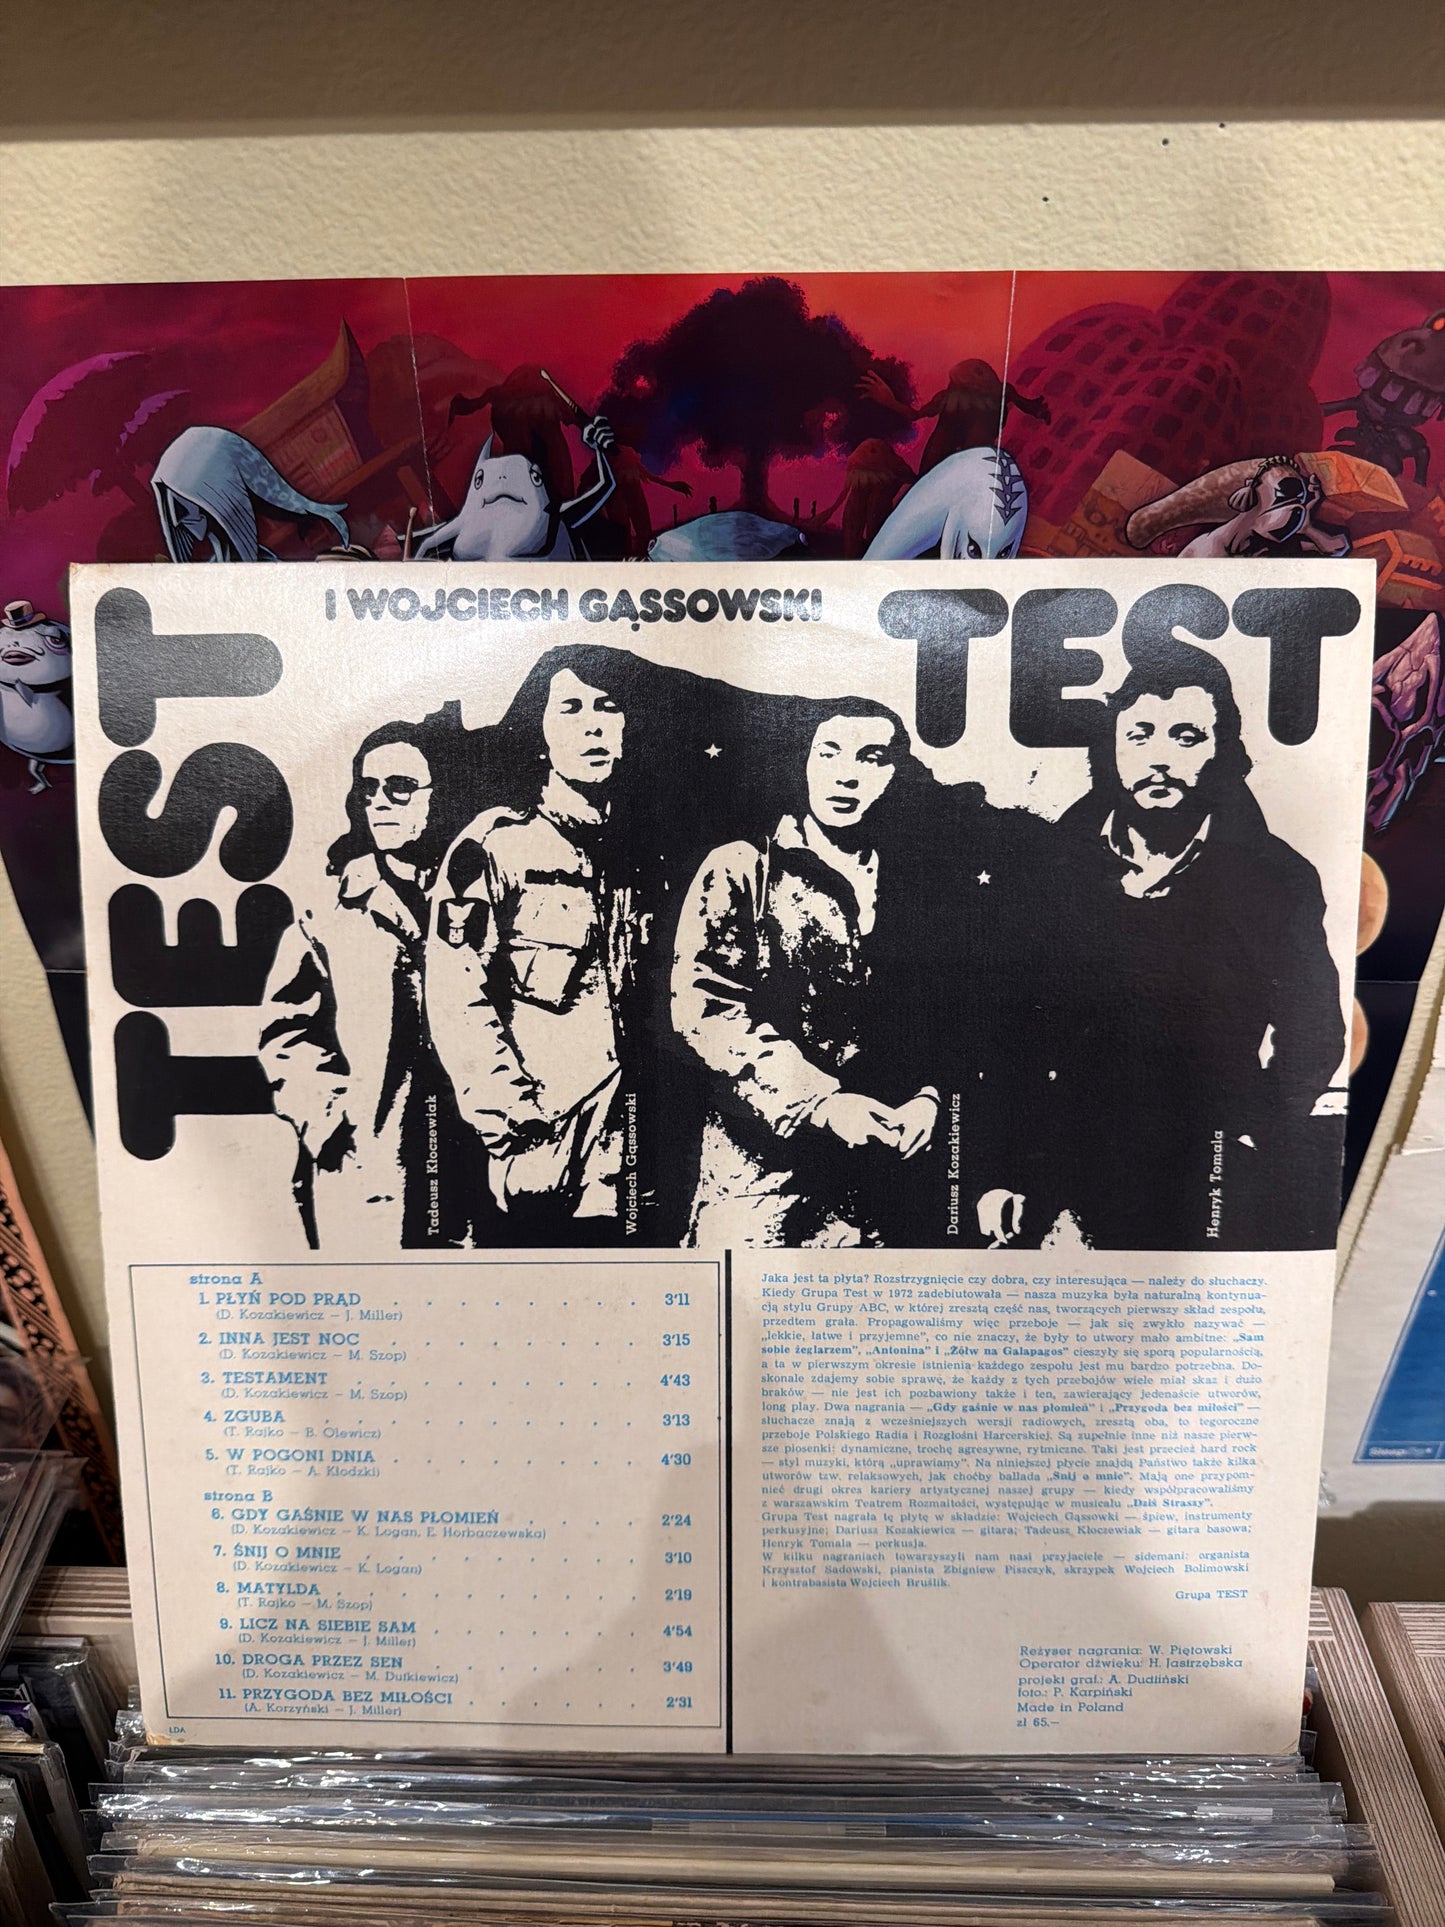 TEST
I WOJCIECH GĄSSOWSKI
TEST
Tadeusz Kłoczewiak
Wojciech Gąssowski
Dariusz Kozakiewicz
Henryk Tomala
strona A
1. PŁYŃ POD PRĄD . . . . . . . 3'11
(D. Kozakiewicz – J. Miller)
2. INNA JEST NOC . . . . . . . 3'15
(D. Kozakiewicz – M. Szop)
3. TESTAMENT . . . . . . . . 4'43
(D. Kozakiewicz – M. Szop)
4. ZGUBA . . . . . . . . . 3'13
(T. Rajko – B. Olewicz)
5. W POGONI DNIA . . . . . . . 4'30
(T. Rajko – A. Kłodzki)
strona B
6. GDY GAŚNIE W NAS PŁOMIEŃ . . . . 2'24
(D. Kozakiewicz – K. Logan, E. Horbaczewska)
7. ŚNIJ O MNIE . . . . . . . . 3'10
(D. Kozakiewicz – K. Logan)
8. MATYLDA . . . . . . . . . 2'19
(T. Rajko – M. Szop)
9. LICZ NA SIEBIE SAM . . . . . . 4'54
(D. Kozakiewicz – J. Miller)
10. DROGA PRZEZ SEN . . . . . . 3'49
(D. Kozakiewicz – M. Dutkiewicz)
11. PRZYGODA BEZ MIŁOŚCI . . . . . . 2'31
(A. Korzyński – J. Miller)
LDA
Jaka jest ta płyta? Rozstrzygnięcie czy dobra, czy interesująca — należy do słuchaczy.
Kiedy Grupa Test w 1972 zadebiutowała — nasza muzyka była naturalną kontynua-
cją stylu Grupy ABC, w której zresztą część nas, tworzących pierwszy skład zespołu,
przedtem grała. Propagowaliśmy więc przeboje — jak się zwykło nazywać —
„lekkie, łatwe i przyjemne", co nie znaczy, że były to utwory mało ambitne: „Sam
sobie żeglarzem", „Antonina" i „Żółw na Galapagos" cieszyły się sporą popularnością,
a ta w pierwszym okresie istnienia każdego zespołu jest mu bardzo potrzebna. Do-
skonale zdajemy sobie sprawę, że każdy z tych przebojów wiele miał skaz i dużo
braków — nie jest ich pozbawiony także i ten, zawierający jedenaście utworów,
long play. Dwa nagrania — „Gdy gaśnie w nas płomień" i „Przygoda bez miłości" —
słuchacze znają z wcześniejszych wersji radiowych, zresztą oba, to tegoroczne
przeboje Polskiego Radia i Rozgłośni Harcerskiej. Są zupełnie inne niż nasze pierw-
sze piosenki: dynamiczne, trochę agresywne, rytmiczne. Taki jest przecież hard rock
— styl muzyki, którą „uprawiamy". Na niniejszej płycie znajdą Państwo także kilka
utworów tzw. relaksowych, jak choćby ballada „Śnij o mnie". Mają one przypom-
nieć drugi okres kariery artystycznej naszej grupy — kiedy współpracowaliśmy
z warszawskim Teatrem Rozmaitości, występując w musicalu „Dziś Straszy".
Grupa Test nagrała tę płytę w składzie: Wojciech Gąssowki — śpiew, instrumenty
perkusyjne; Dariusz Kozakiewicz — gitara; Tadeusz Kłoczewiak — gitara basowa;
Henryk Tomala — perkusja.
W kilku nagraniach towarzyszyli nam nasi przyjaciele — sidemani: organista
Krzysztof Sadowski, pianista Zbigniew Piszczyk, skrzypek Wojciech Bolimowski
i kontrabasista Wojciech Bruślik.
Grupa TEST
Reżyser nagrania: W. Piętowski
Operator dźwięku: H. Jastrzębska
projekt graf.: A. Dudliński
foto.: P. Karpiński
Made in Poland
zł 65.—